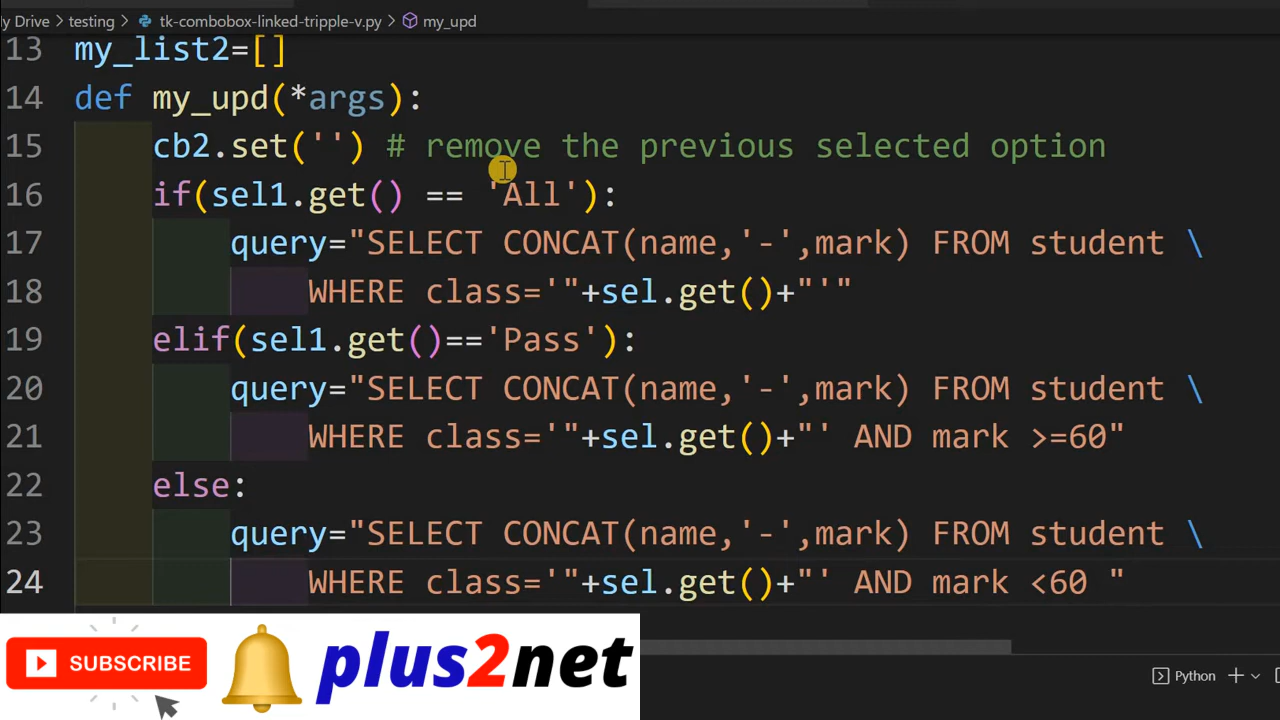 y Drive > testing > tk-combobox-linked-tripple-v.py > my_upd
13 my_list2=[]
14 def my_upd(*args):
15 cb2.set('') # remove the previous selected option
16 if(sel1.get() == 'All'):
17 query="SELECT CONCAT(name,'-',mark) FROM student \
18 WHERE class='"+sel.get()+"'"
19 elif(sel1.get()=='Pass'):
20 query="SELECT CONCAT(name,'-',mark) FROM student \
21 WHERE class='"+sel.get()+"' AND mark >=60"
22 else:
23 query="SELECT CONCAT(name,'-',mark) FROM student \
24 WHERE class='"+sel.get()+"' AND mark <60 "
SUBSCRIBE
plus2net
Python